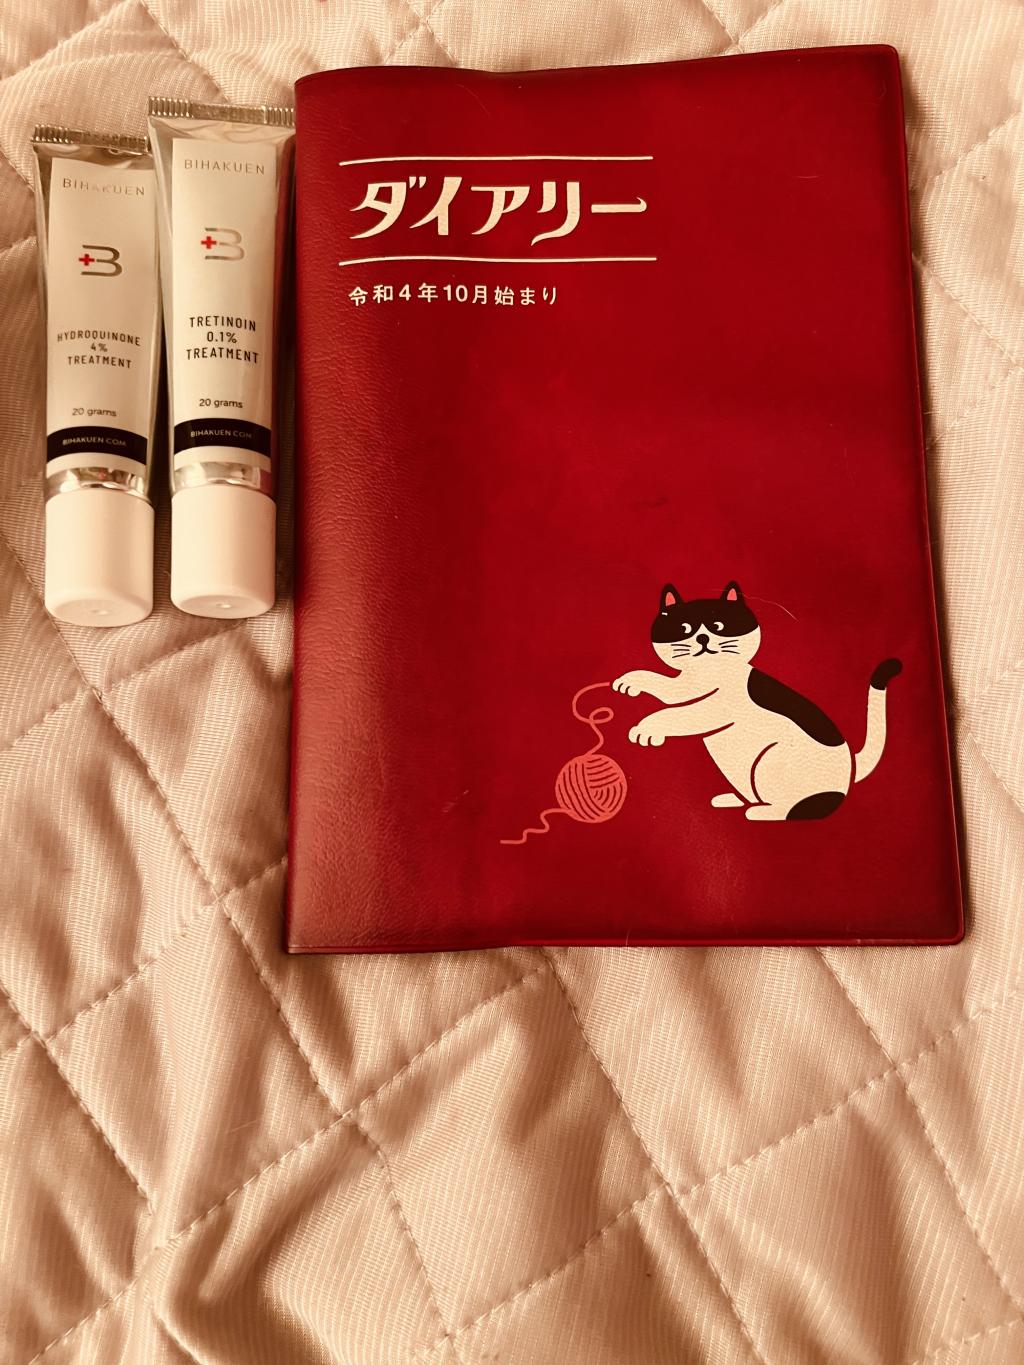 BIHAKUEN
B
HYDROQUINONE
4%
TREATMENT
20 grams
BIHAKUEN.COM
BIHAKUEN
B
TRETINOIN
0.1%
TREATMENT
20 grams
BIHAKUEN.COM
ダイアリー
令和4年10月始まり